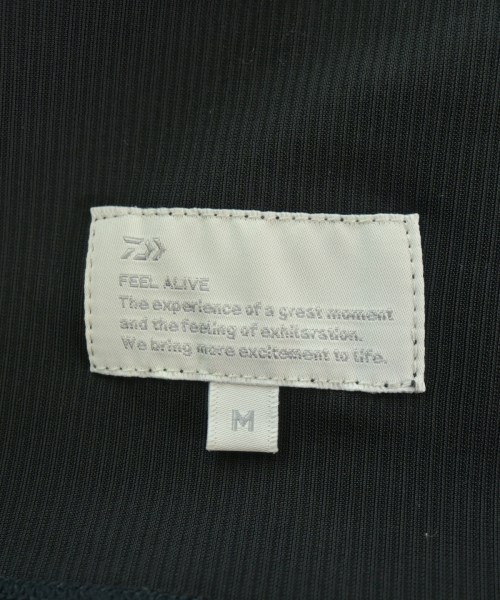 FEEL ALIVE
The experience of a great moment
and the feeling of exhilaration.
We bring more excitement to life.
M